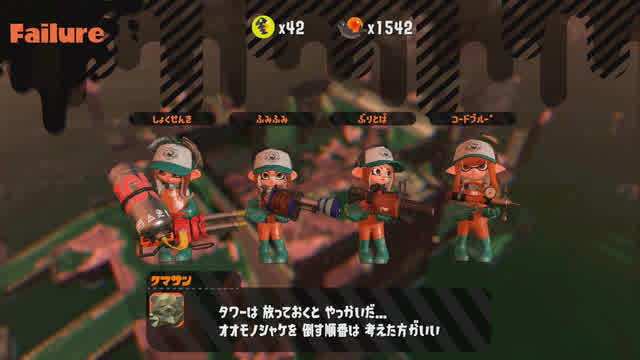 Failure
x42
x1542
しょくせんき
ふみふみ
ぷりとば
コードブルー゛
クマサン
タワーは 放っておくと やっかいだ...
オオモノシャケを 倒す順番は 考えた方がいい